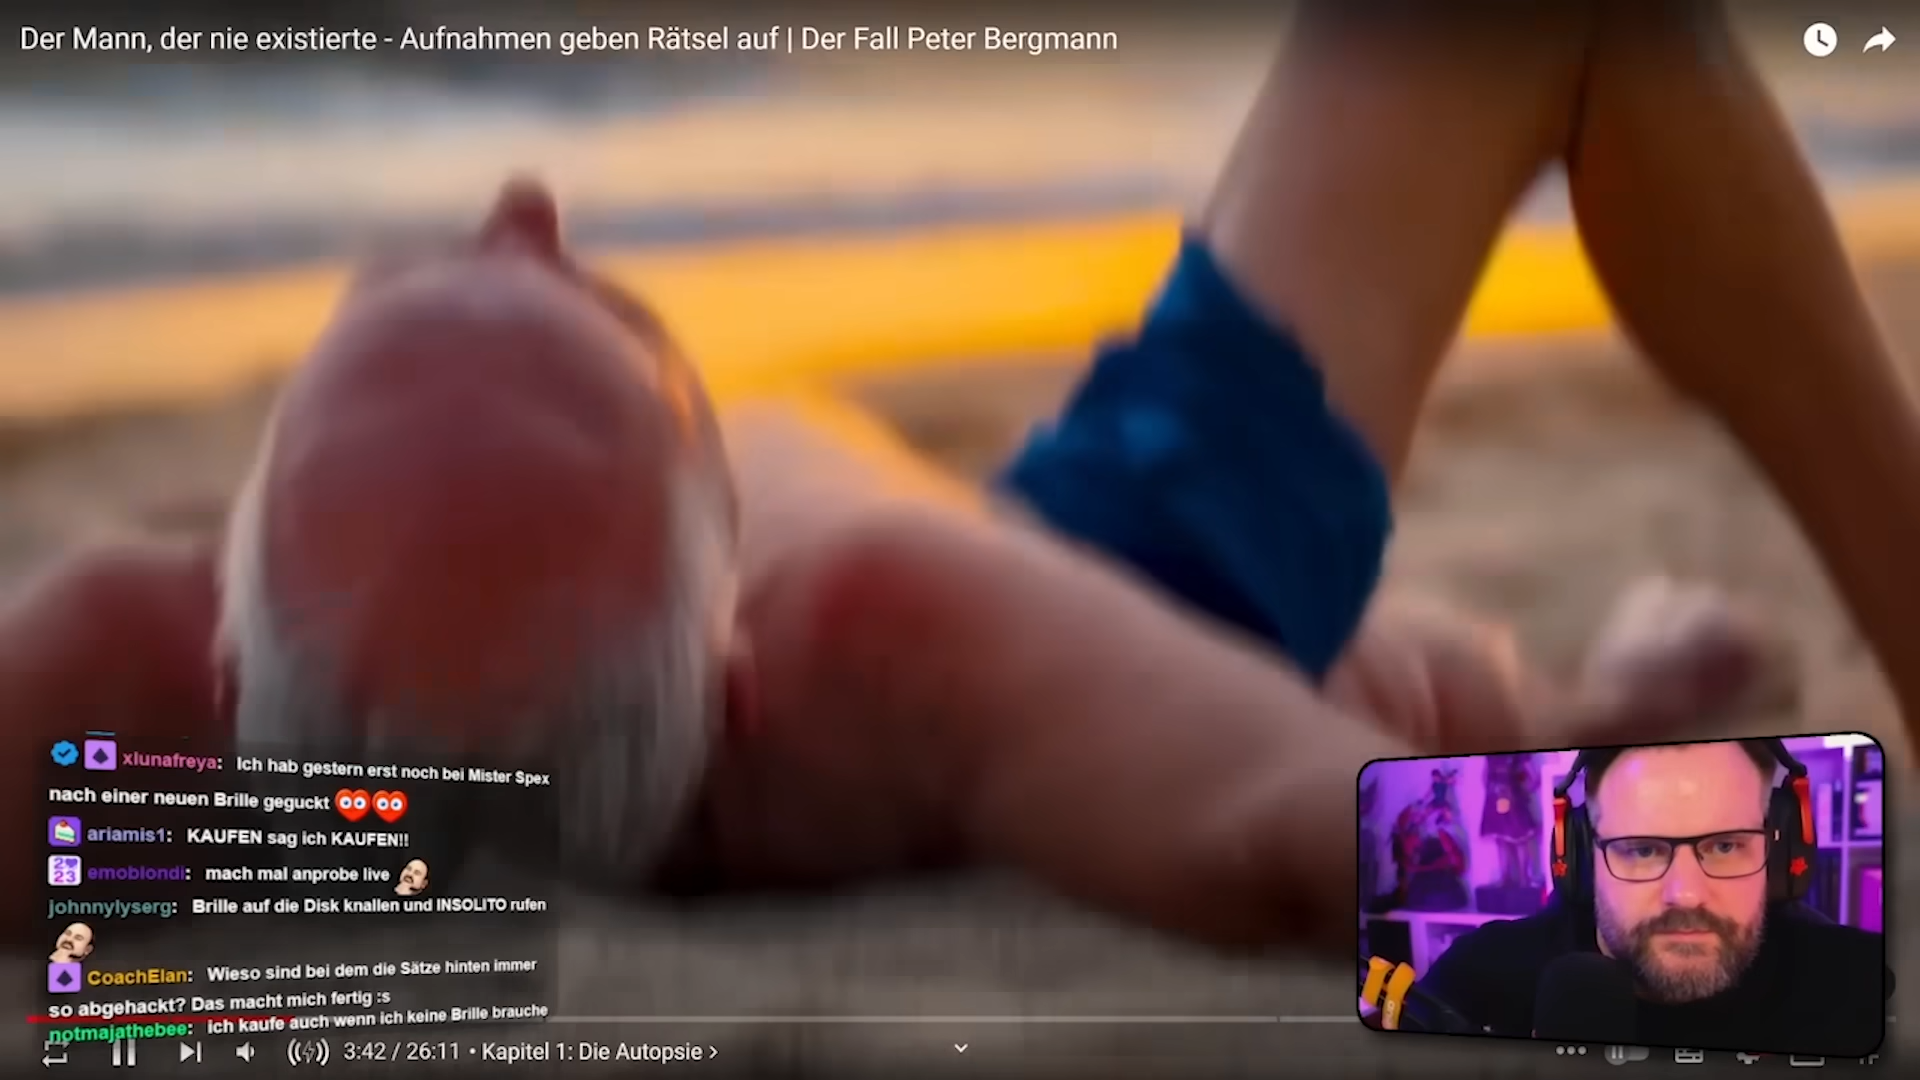 Der Mann, der nie existierte - Aufnahmen geben Rätsel auf | Der Fall Peter Bergmann
xlunafreya: Ich hab gestern erst noch bei Mister Spex
nach einer neuen Brille geguckt
ariamis1: KAUFEN sag ich KAUFEN!!
2023 emoblondi: mach mal anprobe live
johnnylyserg: Brille auf die Disk knallen und INSOLITO rufen
CoachElan: Wieso sind bei dem die Sätze hinten immer
so abgehackt? Das macht mich fertig :s
notmajathebee: ich kaufe auch wenn ich keine Brille brauche
3:42 / 26:11 • Kapitel 1: Die Autopsie >